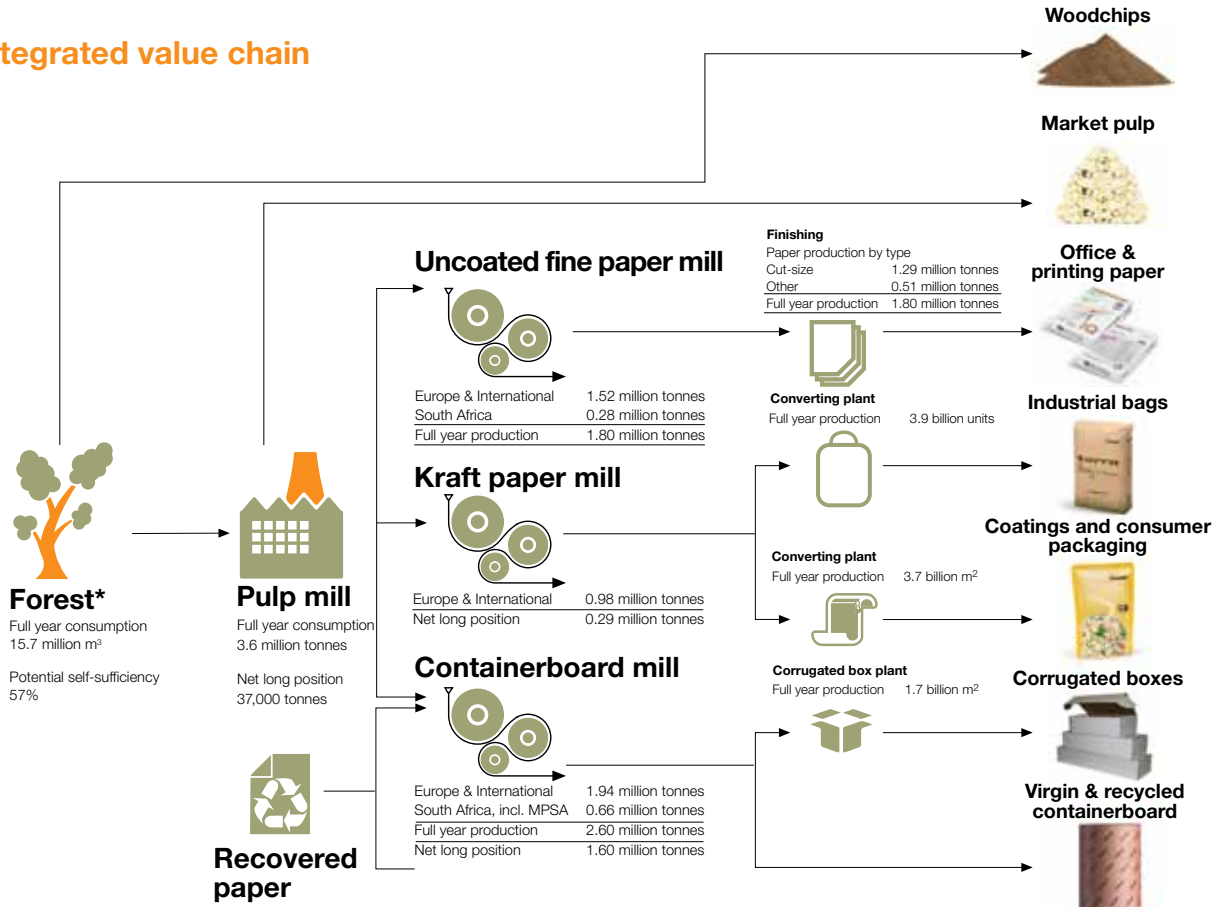 tegrated value chain
Woodchips
Market pulp
Uncoated fine paper mill
Europe & International 1.52 million tonnes
South Africa 0.28 million tonnes
Full year production 1.80 million tonnes
Finishing
Paper production by type
Cut-size 1.29 million tonnes
Other 0.51 million tonnes
Full year production 1.80 million tonnes
Office &
printing paper
Converting plant
Full year production 3.9 billion units
Industrial bags
Kraft paper mill
Europe & International 0.98 million tonnes
Net long position 0.29 million tonnes
Converting plant
Full year production 3.7 billion m²
Coatings and consumer
packaging
Forest*
Full year consumption
15.7 million m³
Potential self-sufficiency
57%
Pulp mill
Full year consumption
3.6 million tonnes
Net long position
37,000 tonnes
Containerboard mill
Europe & International 1.94 million tonnes
South Africa, incl. MPSA 0.66 million tonnes
Full year production 2.60 million tonnes
Net long position 1.60 million tonnes
Corrugated box plant
Full year production 1.7 billion m²
Corrugated boxes
Virgin & recycled
containerboard
Recovered
paper